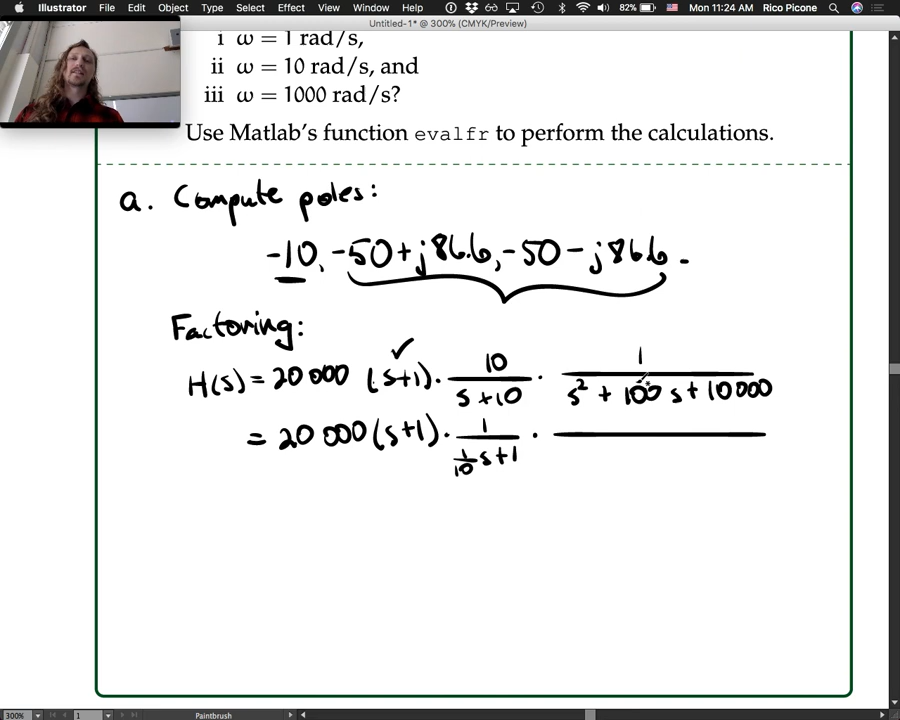 Illustrator File Edit Object Type Select Effect View Window Help 82% Mon 11:24 AM Rico Picone
Untitled-1* @ 300% (CMYK/Preview)
i ω = 1 rad/s,
ii ω = 10 rad/s, and
iii ω = 1000 rad/s?
Use Matlab's function evalfr to perform the calculations.
a. Compute poles:
-10, -50+j86.6, -50-j86.6.
Factoring:
H(s) = 20 000 (s+1) · 10/(s+10) · 1/(s² + 100 s + 10 000)
= 20 000 (s+1) · 1/(1/10 s+1) ·
300% 1 Paintbrush